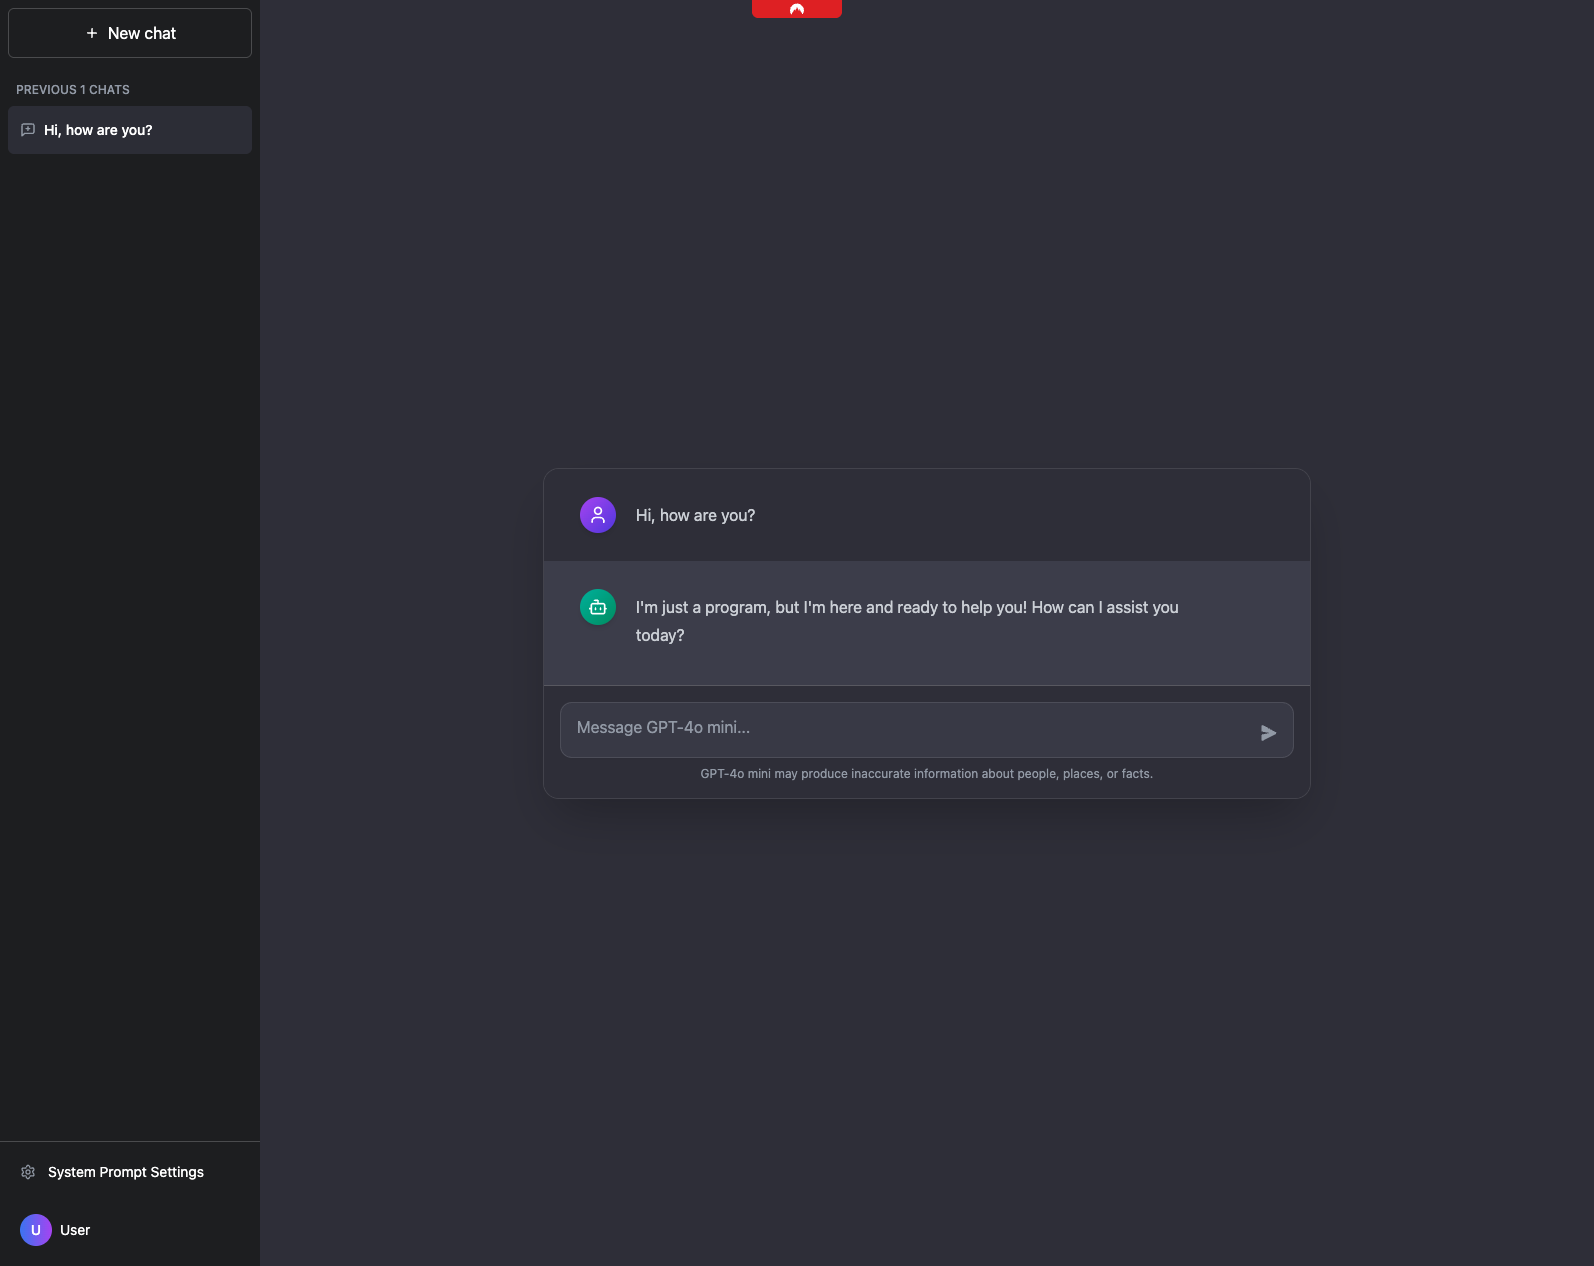 New chat
PREVIOUS 1 CHATS
Hi, how are you?
Hi, how are you?
I'm just a program, but I'm here and ready to help you! How can I assist you
today?
Message GPT-4o mini...
GPT-4o mini may produce inaccurate information about people, places, or facts.
System Prompt Settings
U User